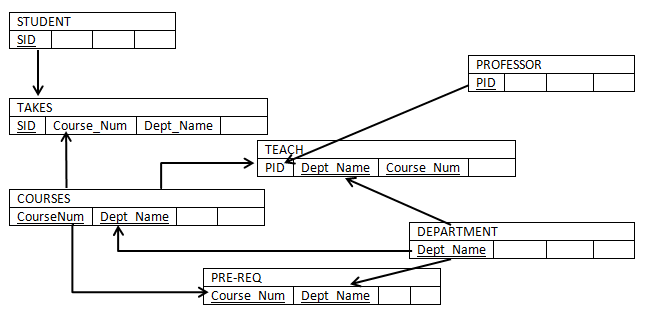 STUDENT
SID
PROFESSOR
PID
TAKES
SID Course_Num Dept_Name
TEACH
PID Dept_Name Course_Num
COURSES
CourseNum Dept_Name
DEPARTMENT
Dept_Name
PRE-REQ
Course_Num Dept_Name